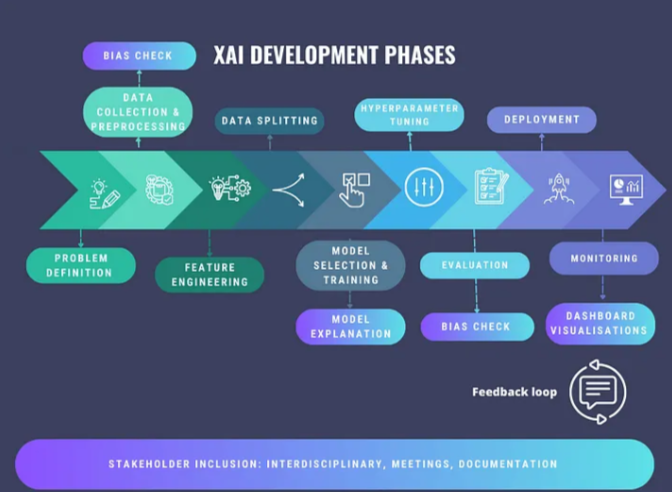 BIAS CHECK
XAI DEVELOPMENT PHASES
DATA
COLLECTION &
PREPROCESSING
DATA SPLITTING
HYPERPARAMETER
TUNING
DEPLOYMENT
PROBLEM
DEFINITION
FEATURE
ENGINEERING
MODEL
SELECTION &
TRAINING
EVALUATION
MONITORING
MODEL
EXPLANATION
BIAS CHECK
DASHBOARD
VISUALISATIONS
Feedback loop
STAKEHOLDER INCLUSION: INTERDISCIPLINARY, MEETINGS, DOCUMENTATION